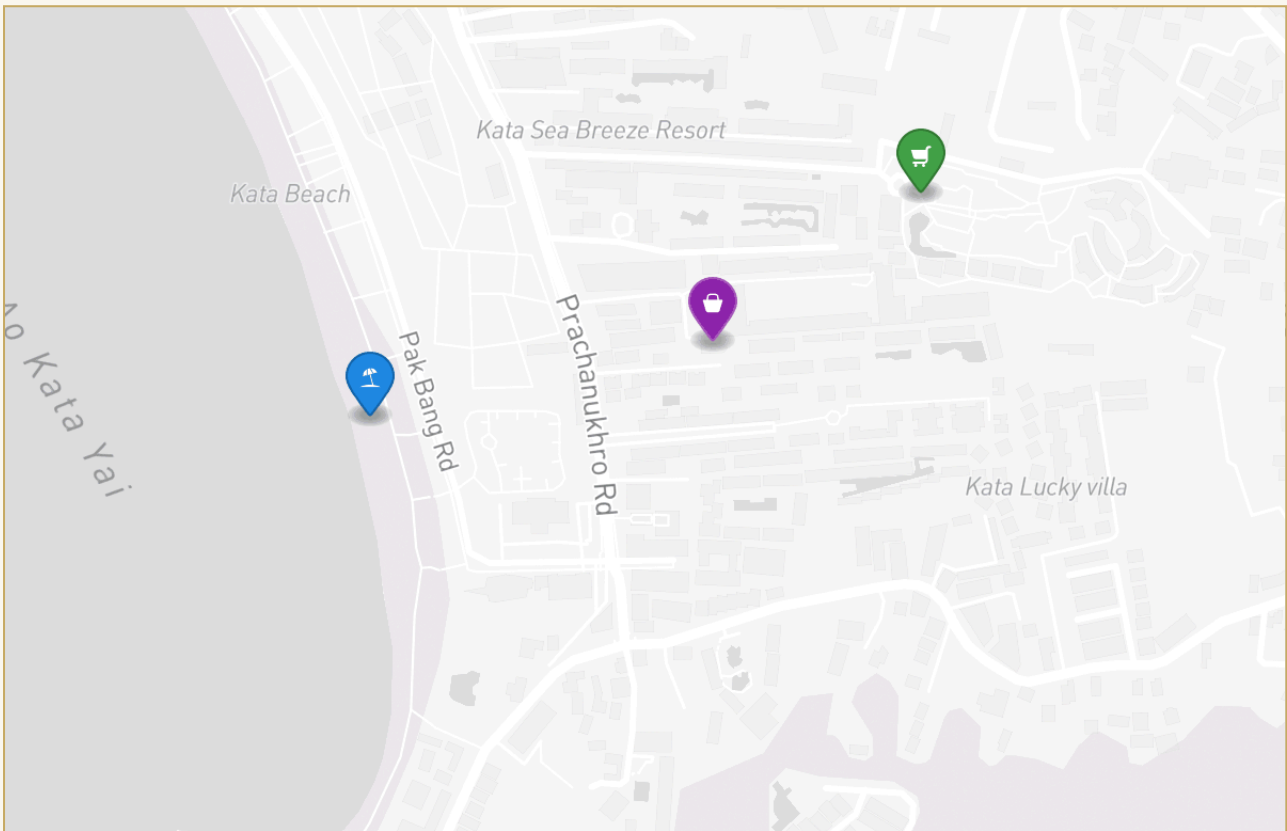 Kata Sea Breeze Resort
Kata Beach
Ao Kata Yai
Prachanukhro Rd
Pak Bang Rd
Kata Lucky villa